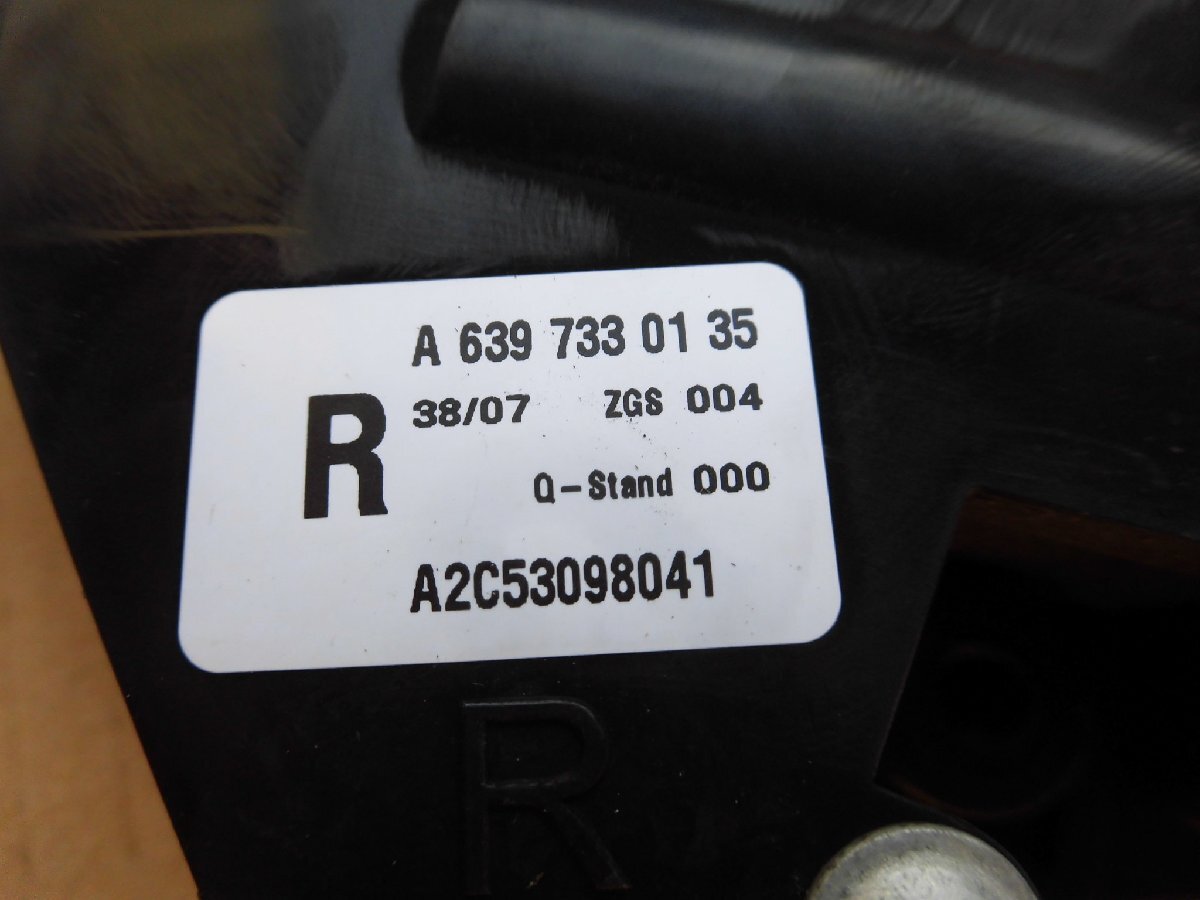 A 639 733 01 35
R 38/07 ZGS 004
Q-Stand 000
A2C53098041
R